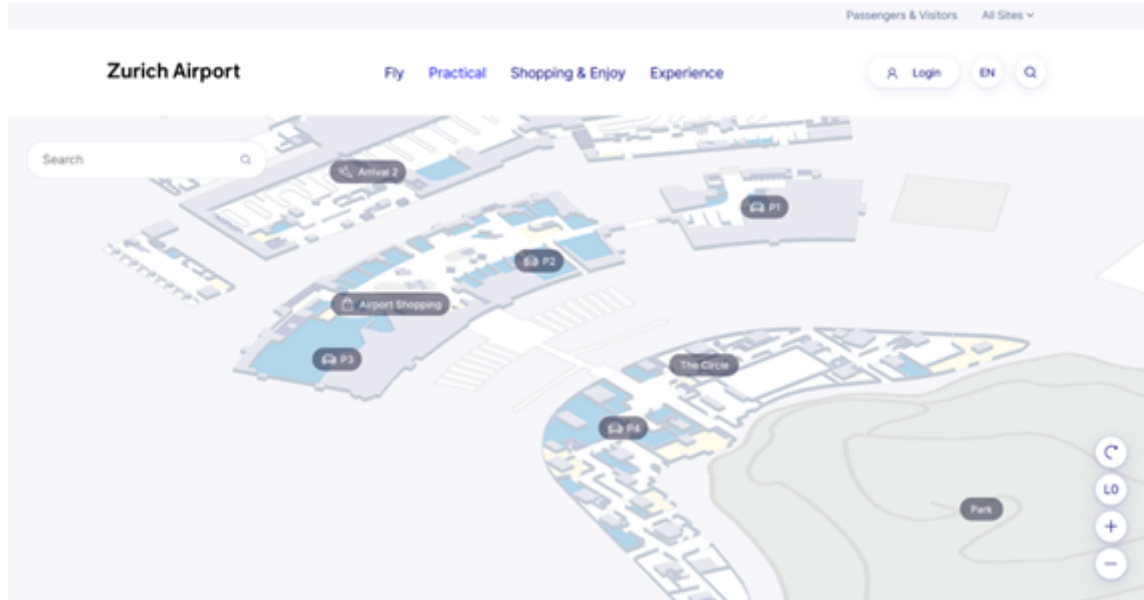 Passengers & Visitors All Sites
Zurich Airport Fly Practical Shopping & Enjoy Experience Login EN
Search
Arrival 2
P1
P2
Airport Shopping
P3
The Circle
P4
L0
Park